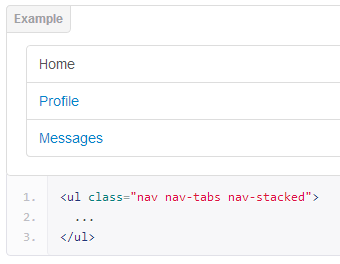 Example
Home
Profile
Messages
1. <ul class="nav nav-tabs nav-stacked">
2.   ...
3. </ul>